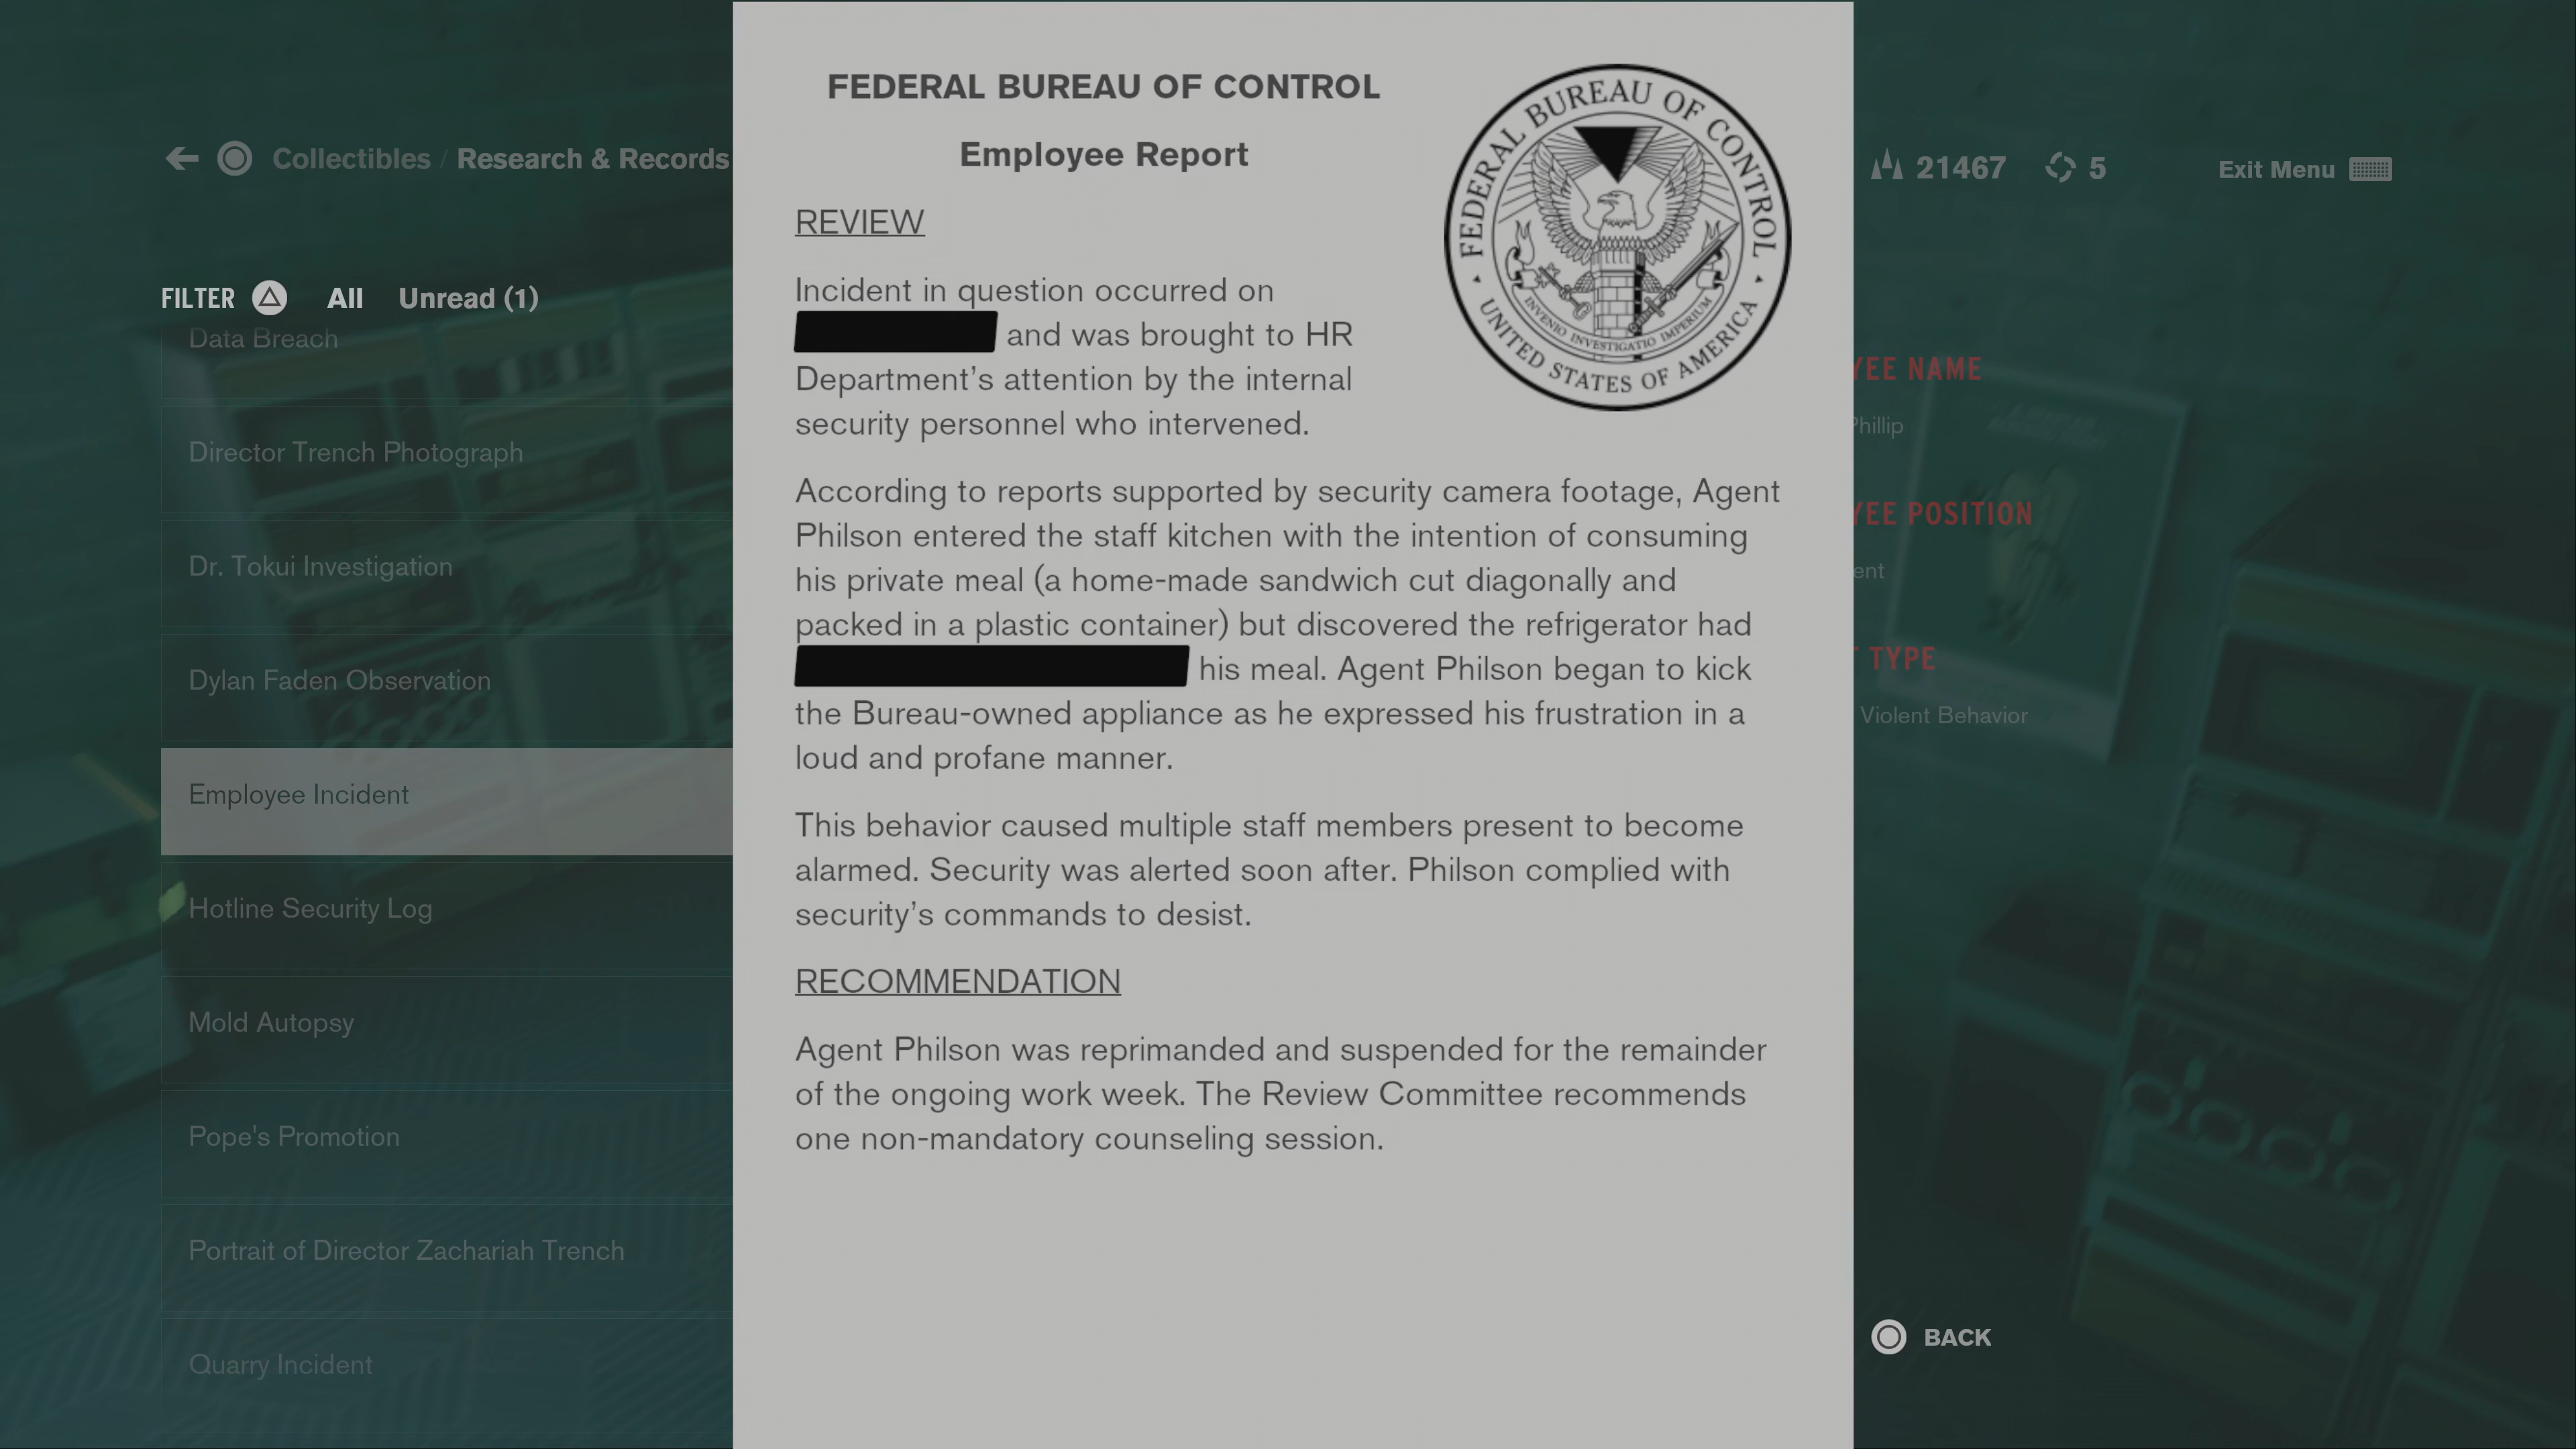 FEDERAL BUREAU OF CONTROL
Employee Report
FEDERAL BUREAU OF CONTROL
UNITED STATES OF AMERICA
INVENIO INVESTIGATIO IMPERIUM
Collectibles / Research & Records
21467
5
Exit Menu
FILTER All Unread (1)
Data Breach
Director Trench Photograph
Dr. Tokui Investigation
Dylan Faden Observation
Employee Incident
Hotline Security Log
Mold Autopsy
Pope's Promotion
Portrait of Director Zachariah Trench
Quarry Incident
REVIEW
Incident in question occurred on
and was brought to HR
Department’s attention by the internal
security personnel who intervened.
According to reports supported by security camera footage, Agent
Philson entered the staff kitchen with the intention of consuming
his private meal (a home-made sandwich cut diagonally and
packed in a plastic container) but discovered the refrigerator had
his meal. Agent Philson began to kick
the Bureau-owned appliance as he expressed his frustration in a
loud and profane manner.
This behavior caused multiple staff members present to become
alarmed. Security was alerted soon after. Philson complied with
security’s commands to desist.
RECOMMENDATION
Agent Philson was reprimanded and suspended for the remainder
of the ongoing work week. The Review Committee recommends
one non-mandatory counseling session.
YEE NAME
Phillip
YEE POSITION
ent
TYPE
Violent Behavior
BACK